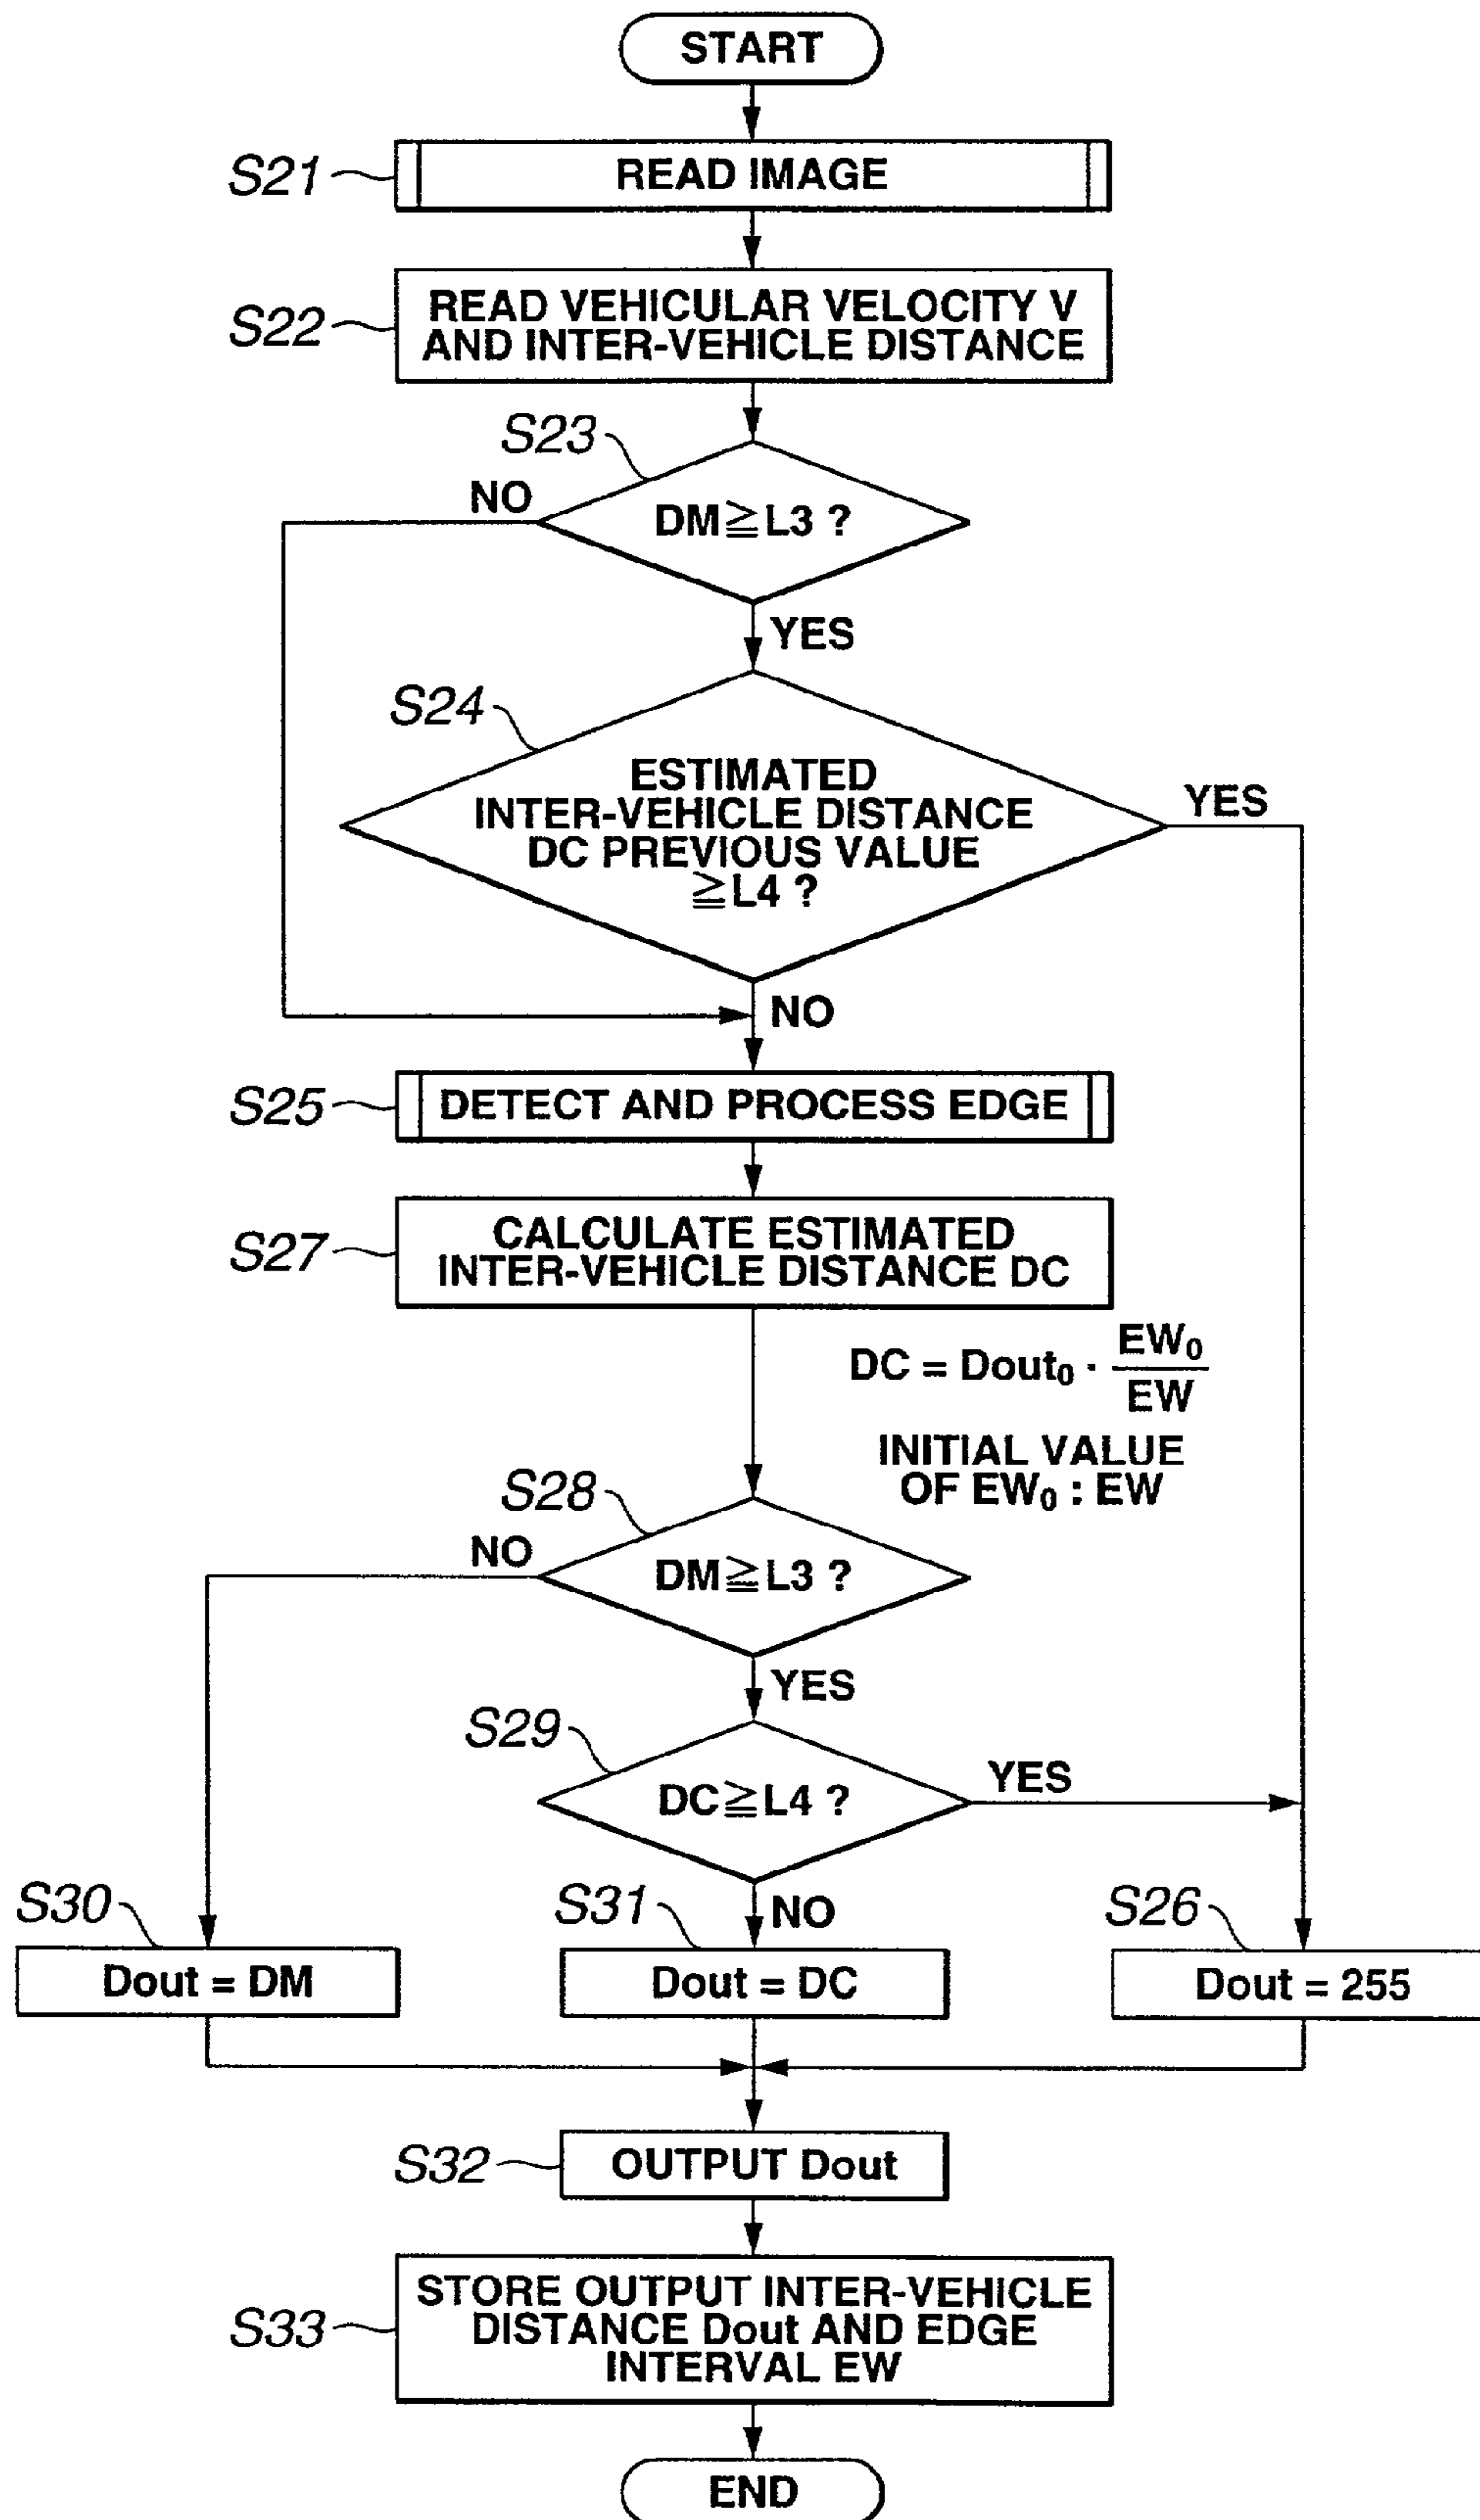 START
S21
READ IMAGE
S22
READ VEHICULAR VELOCITY V
AND INTER-VEHICLE DISTANCE
S23
NO
DM≧L3 ?
YES
S24
ESTIMATED
INTER-VEHICLE DISTANCE
DC PREVIOUS VALUE
≧L4 ?
YES
NO
S25
DETECT AND PROCESS EDGE
S27
CALCULATE ESTIMATED
INTER-VEHICLE DISTANCE DC
DC = Dout₀ · EW₀
EW
INITIAL VALUE
OF EW₀ : EW
S28
NO
DM≧L3 ?
YES
S29
DC≧L4 ?
YES
NO
S30
Dout = DM
S31
Dout = DC
S26
Dout = 255
S32
OUTPUT Dout
S33
STORE OUTPUT INTER-VEHICLE
DISTANCE Dout AND EDGE
INTERVAL EW
END